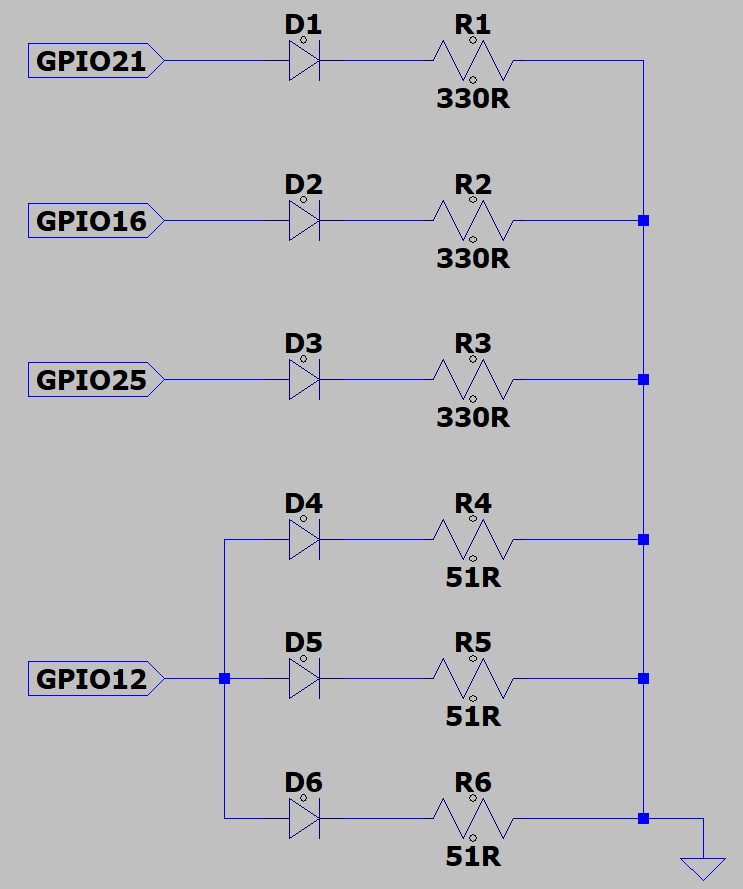 D1 R1
GPIO21
330R
D2 R2
GPIO16
330R
D3 R3
GPIO25
330R
D4 R4
51R
D5 R5
GPIO12
51R
D6 R6
51R